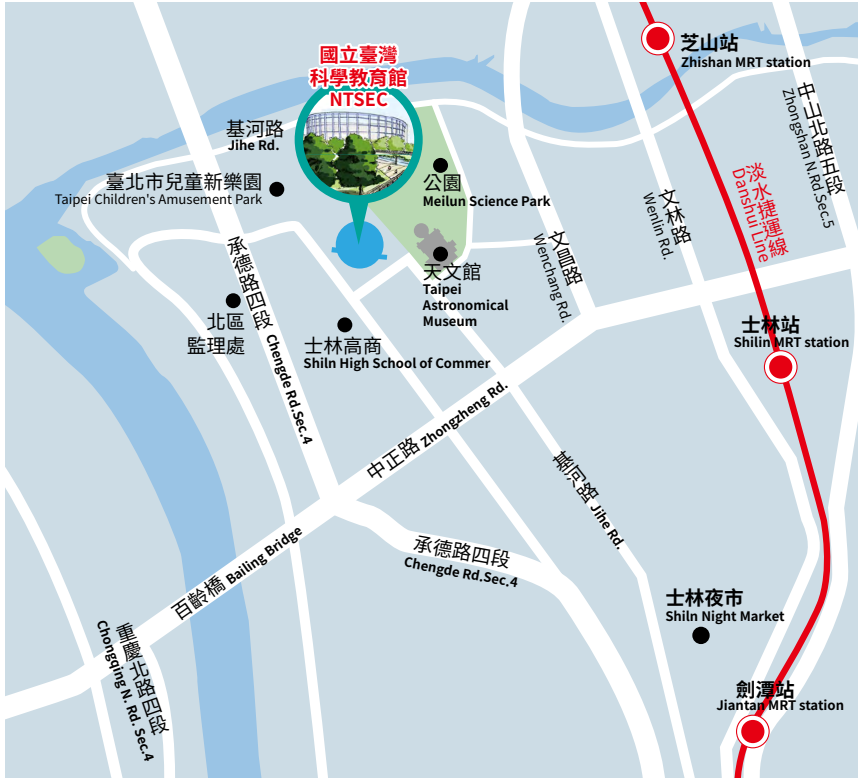 國立臺灣
科學教育館
NTSEC
芝山站
Zhishan MRT station
中山北路五段
Zhongshan N.Rd.Sec.5
基河路
Jihe Rd.
臺北市兒童新樂園
Taipei Children's Amusement Park
公園
Meilun Science Park
淡水捷運線
Danshui Line
文林路
Wenlin Rd.
文昌路
Wenchang Rd.
承德路四段 Chengde Rd.Sec.4
天文館
Taipei
Astronomical
Museum
北區
監理處
士林高商
Shiln High School of Commer
士林站
Shilin MRT station
中正路 Zhongzheng Rd.
基河路 Jihe Rd.
承德路四段
Chengde Rd.Sec.4
百齡橋 Bailing Bridge
重慶北路四段
Chongqing N. Rd. Sec.4
士林夜市
Shiln Night Market
劍潭站
Jiantan MRT station